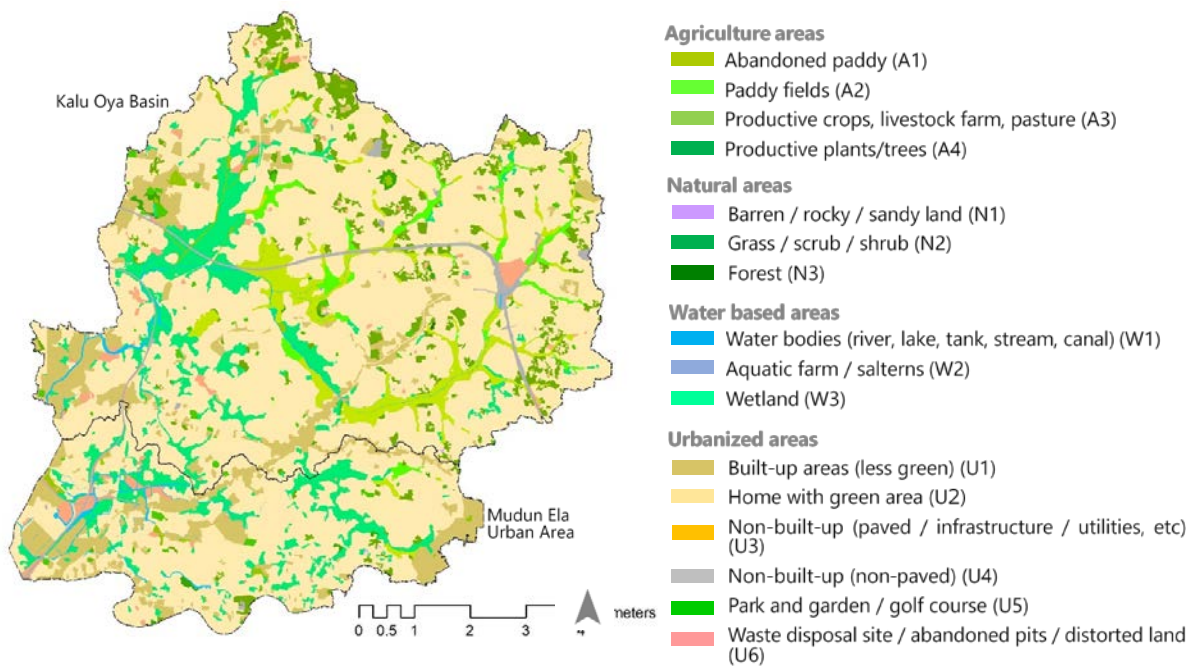 Kalu Oya Basin
Mudun Ela
Urban Area
0 0.5 1 2 3
meters
Agriculture areas
Abandoned paddy (A1)
Paddy fields (A2)
Productive crops, livestock farm, pasture (A3)
Productive plants/trees (A4)
Natural areas
Barren / rocky / sandy land (N1)
Grass / scrub / shrub (N2)
Forest (N3)
Water based areas
Water bodies (river, lake, tank, stream, canal) (W1)
Aquatic farm / salterns (W2)
Wetland (W3)
Urbanized areas
Built-up areas (less green) (U1)
Home with green area (U2)
Non-built-up (paved / infrastructure / utilities, etc)
(U3)
Non-built-up (non-paved) (U4)
Park and garden / golf course (U5)
Waste disposal site / abandoned pits / distorted land
(U6)